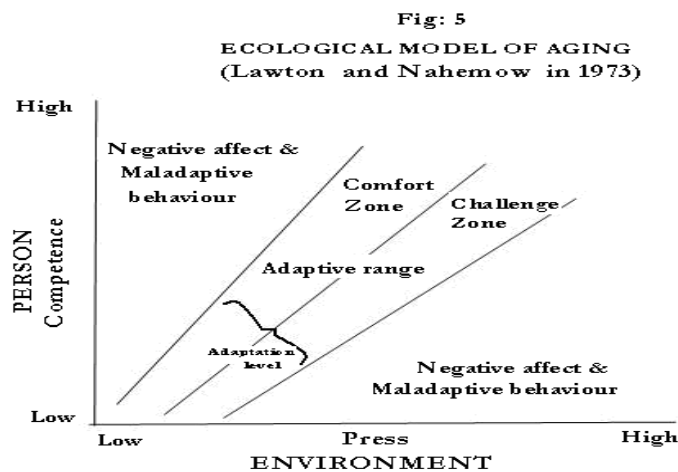 Fig: 5
ECOLOGICAL MODEL OF AGING
(Lawton and Nahemow in 1973)
High
Negative affect &
Maladaptive
behaviour
Comfort
Zone
Challenge
Zone
PERSON
Competence
Adaptive range
Adaptation
level
Negative affect &
Maladaptive behaviour
Low
Low
Press
High
ENVIRONMENT